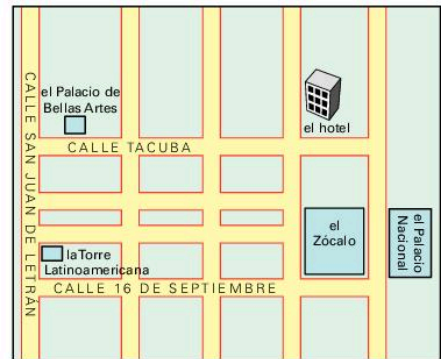 CALLE SAN JUAN DE LETRÁN
el Palacio de
Bellas Artes
el hotel
CALLE TACUBA
el
Zócalo
el Palacio
Nacional
la Torre
Latinoamericana
CALLE 16 DE SEPTIEMBRE